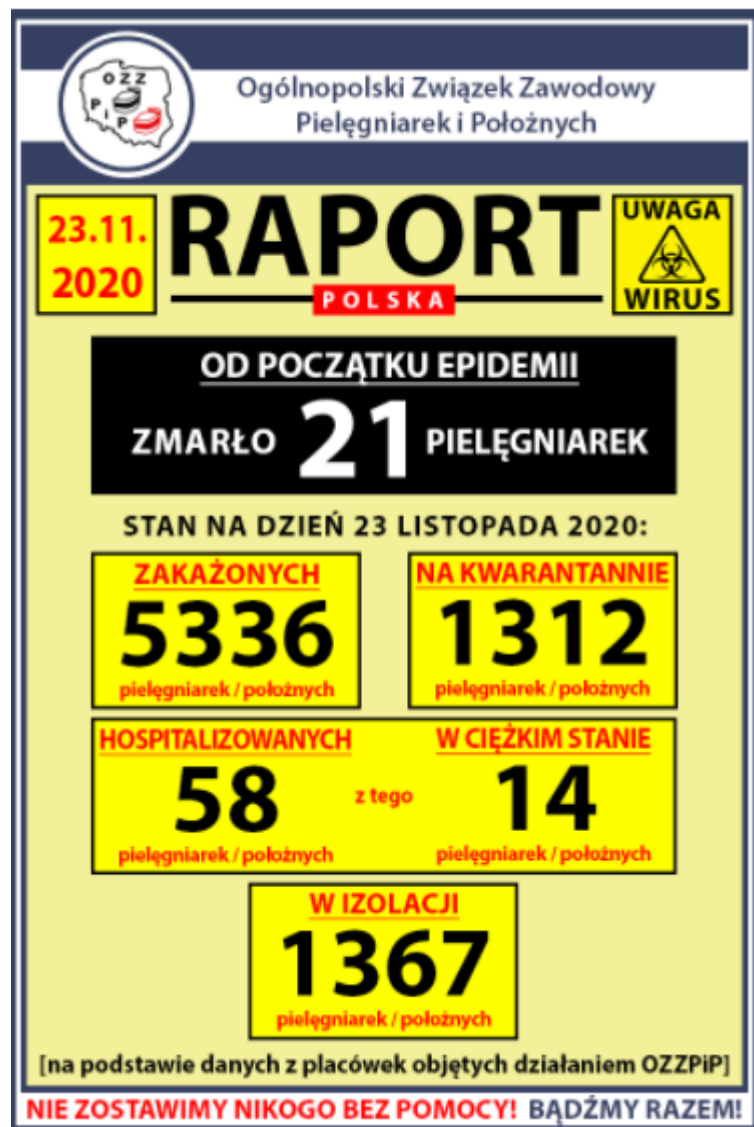 OZZ
PiP
Ogólnopolski Związek Zawodowy
Pielęgniarek i Położnych
23.11.
2020
RAPORT
POLSKA
UWAGA
WIRUS
OD POCZĄTKU EPIDEMII
ZMARŁO 21 PIELĘGNIAREK
STAN NA DZIEŃ 23 LISTOPADA 2020:
ZAKAŻONYCH
5336
pielęgniarek / położnych
NA KWARANTANNIE
1312
pielęgniarek / położnych
HOSPITALIZOWANYCH
58
pielęgniarek / położnych
z tego
W CIĘŻKIM STANIE
14
pielęgniarek / położnych
W IZOLACJI
1367
pielęgniarek / położnych
[na podstawie danych z placówek objętych działaniem OZZPiP]
NIE ZOSTAWIMY NIKOGO BEZ POMOCY! BĄDŹMY RAZEM!